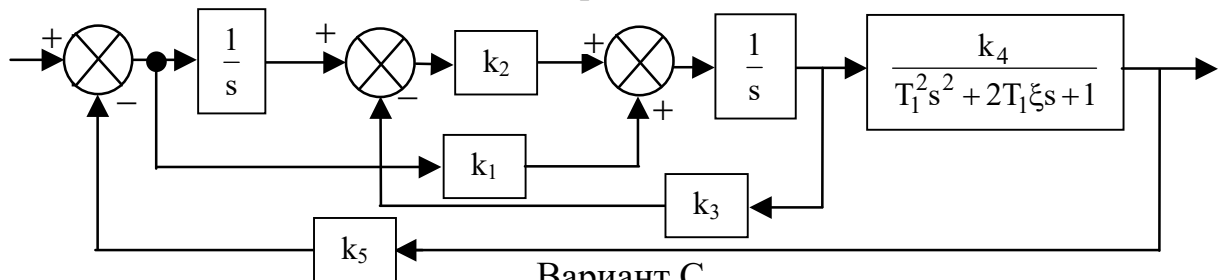 + 1/s + k₂ + 1/s k₄/(T₁²s² + 2T₁ξs + 1)
− − +
k₁
k₃
k₅
Вариант С